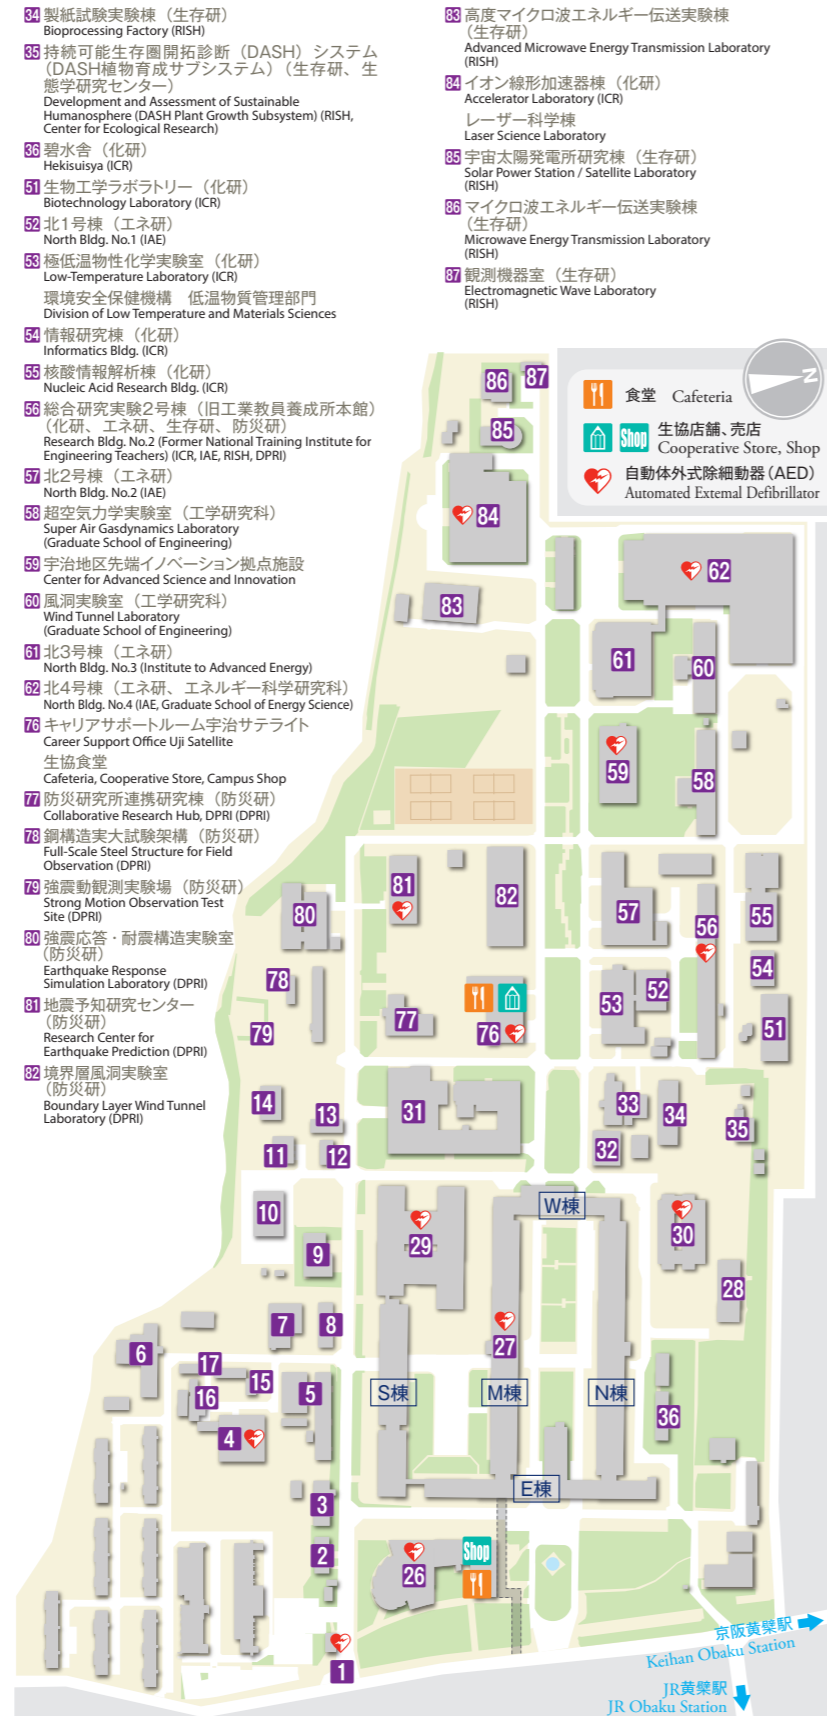 34 製紙試験実験棟（生存研）
Bioprocessing Factory (RISH)
35 持続可能生存圏開拓診断（DASH）システム
（DASH植物育成サブシステム）（生存研、生
態学研究センター）
Development and Assessment of Sustainable
Humanosphere (DASH Plant Growth Subsystem) (RISH,
Center for Ecological Research)
36 碧水舎（化研）
Hekisuisya (ICR)
51 生物工学ラボラトリー（化研）
Biotechnology Laboratory (ICR)
52 北1号棟（エネ研）
North Bldg. No.1 (IAE)
53 極低温物性化学実験室（化研）
Low-Temperature Laboratory (ICR)
環境安全保健機構　低温物質管理部門
Division of Low Temperature and Materials Sciences
54 情報研究棟（化研）
Informatics Bldg. (ICR)
55 核酸情報解析棟（化研）
Nucleic Acid Research Bldg. (ICR)
56 総合研究実験2号棟（旧工業教員養成所本館）
（化研、エネ研、生存研、防災研）
Research Bldg. No.2 (Former National Training Institute for
Engineering Teachers) (ICR, IAE, RISH, DPRI)
57 北2号棟（エネ研）
North Bldg. No.2 (IAE)
58 超空気力学実験室（工学研究科）
Super Air Gasdynamics Laboratory
(Graduate School of Engineering)
59 宇治地区先端イノベーション拠点施設
Center for Advanced Science and Innovation
60 風洞実験室（工学研究科）
Wind Tunnel Laboratory
(Graduate School of Engineering)
61 北3号棟（エネ研）
North Bldg. No.3 (Institute to Advanced Energy)
62 北4号棟（エネ研、エネルギー科学研究科）
North Bldg. No.4 (IAE, Graduate School of Energy Science)
76 キャリアサポートルーム宇治サテライト
Career Support Office Uji Satellite
生協食堂
Cafeteria, Cooperative Store, Campus Shop
77 防災研究所連携研究棟（防災研）
Collaborative Research Hub, DPRI (DPRI)
78 鋼構造実大試験架構（防災研）
Full-Scale Steel Structure for Field
Observation (DPRI)
79 強震動観測実験場（防災研）
Strong Motion Observation Test
Site (DPRI)
80 強震応答・耐震構造実験室
（防災研）
Earthquake Response
Simulation Laboratory (DPRI)
81 地震予知研究センター
（防災研）
Research Center for
Earthquake Prediction (DPRI)
82 境界層風洞実験室
（防災研）
Boundary Layer Wind Tunnel
Laboratory (DPRI)
83 高度マイクロ波エネルギー伝送実験棟
（生存研）
Advanced Microwave Energy Transmission Laboratory
(RISH)
84 イオン線形加速器棟（化研）
Accelerator Laboratory (ICR)
レーザー科学棟
Laser Science Laboratory
85 宇宙太陽発電所研究棟（生存研）
Solar Power Station / Satellite Laboratory
(RISH)
86 マイクロ波エネルギー伝送実験棟
（生存研）
Microwave Energy Transmission Laboratory
(RISH)
87 観測機器室（生存研）
Electromagnetic Wave Laboratory
(RISH)
N
食堂 Cafeteria
Shop 生協店舗、売店
Cooperative Store, Shop
自動体外式除細動器（AED）
Automated External Defibrillator
86 87
85
84
62
83
61 60
59 58
81 82 57 56 55
80
54
78 52
53
77 76 51
79
14 13 31 33 34
35
11 12 32
10 W棟
29 30
9
28
7 8
27
6
17 15
16 5 S棟 M棟 N棟
36
4
E棟
3
2 Shop
26
1
京阪黄檗駅
Keihan Obaku Station
JR黄檗駅
JR Obaku Station